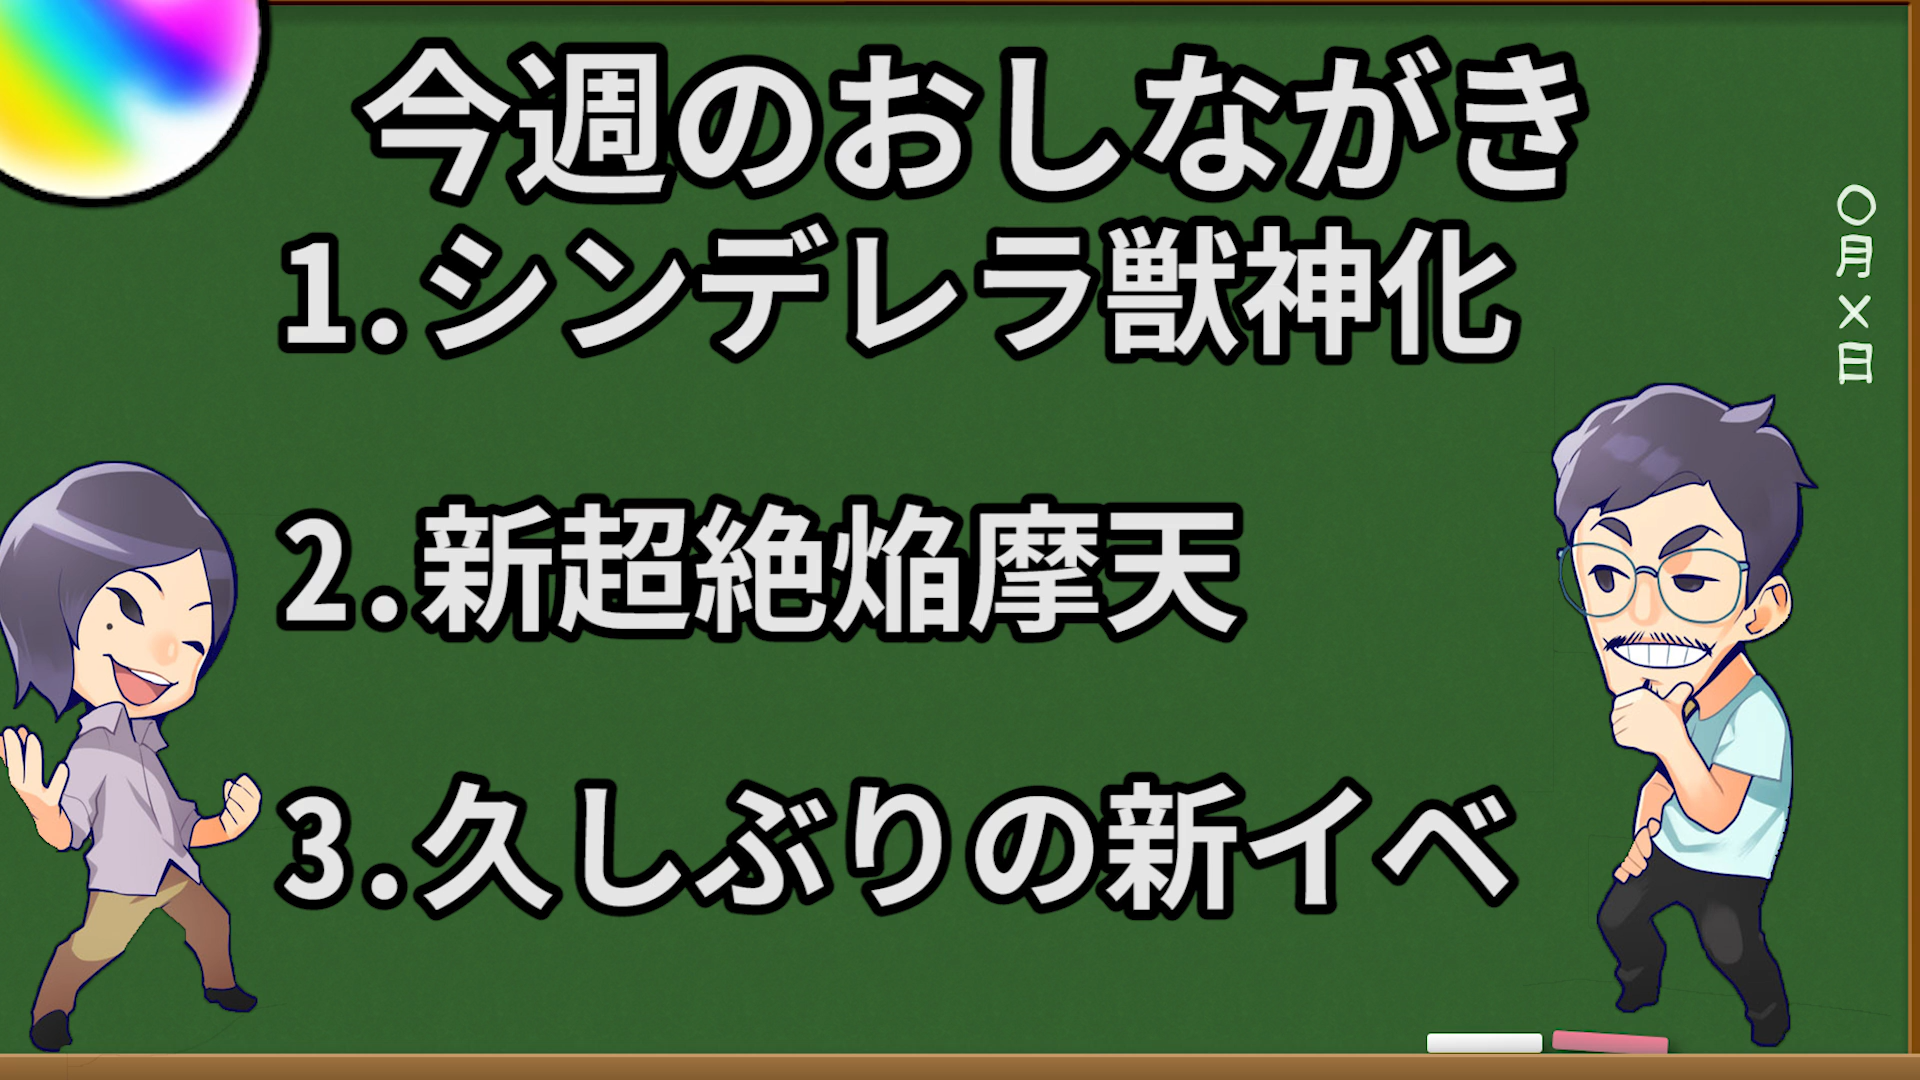 今週のおしながき
1.シンデレラ獣神化
2.新超絶焔摩天
3.久しぶりの新イベ
〇月×日